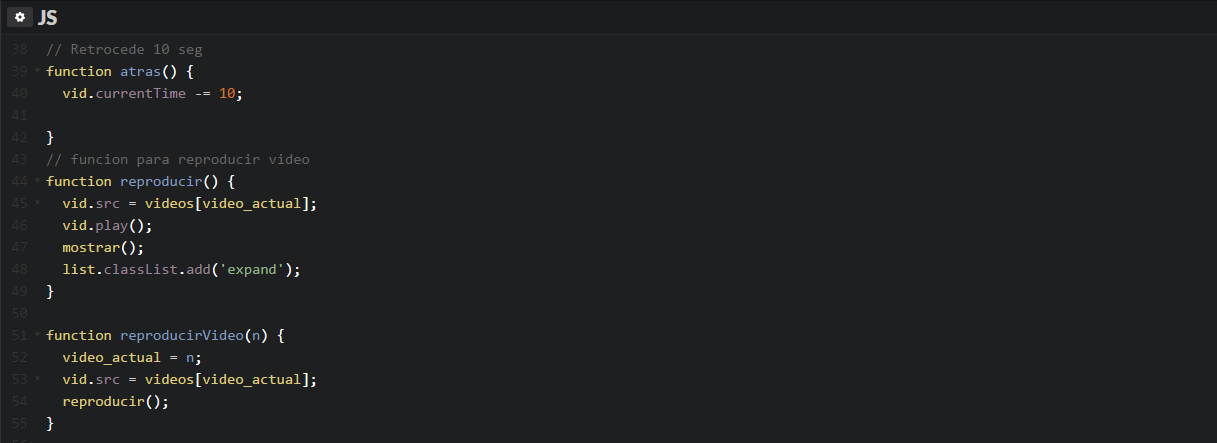 JS
38 // Retrocede 10 seg
39 function atras() {
40 vid.currentTime -= 10;
41
42 }
43 // funcion para reproducir video
44 function reproducir() {
45 vid.src = videos[video_actual];
46 vid.play();
47 mostrar();
48 list.classList.add('expand');
49 }
50
51 function reproducirVideo(n) {
52 video_actual = n;
53 vid.src = videos[video_actual];
54 reproducir();
55 }